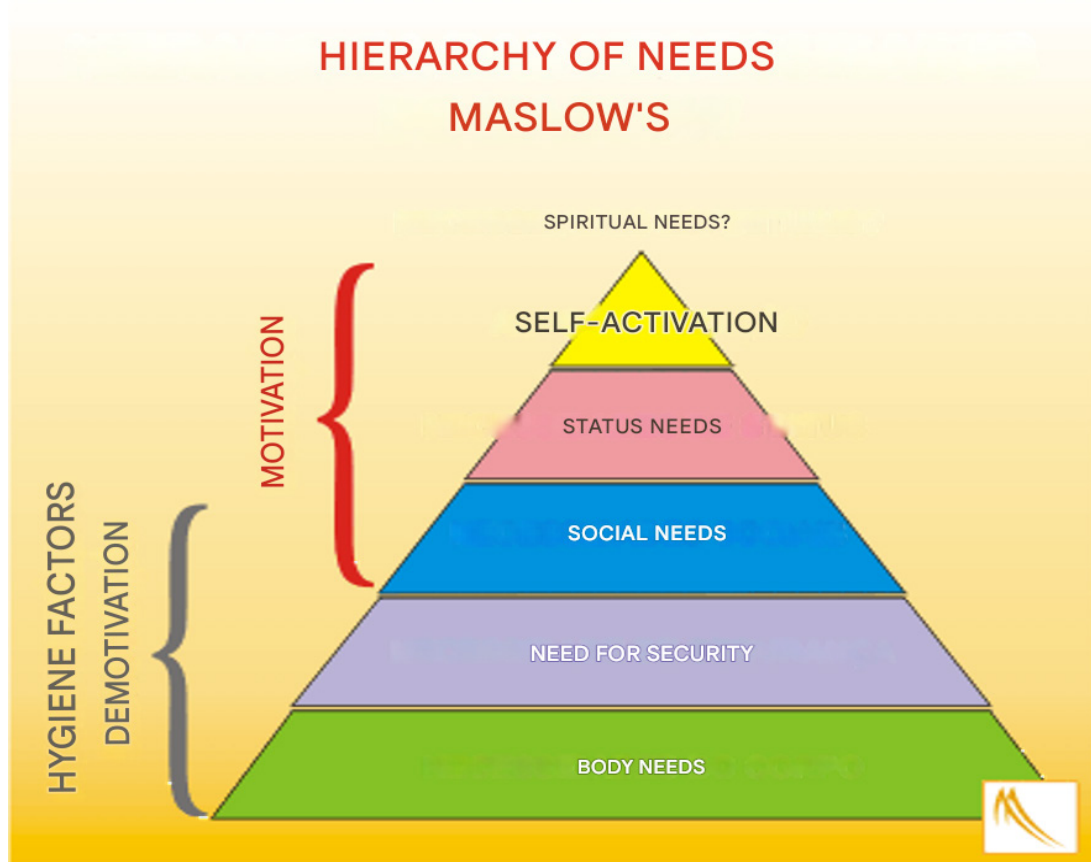 HIERARCHY OF NEEDS
MASLOW'S
SPIRITUAL NEEDS?
SELF-ACTIVATION
STATUS NEEDS
SOCIAL NEEDS
NEED FOR SECURITY
BODY NEEDS
MOTIVATION
HYGIENE FACTORS
DEMOTIVATION